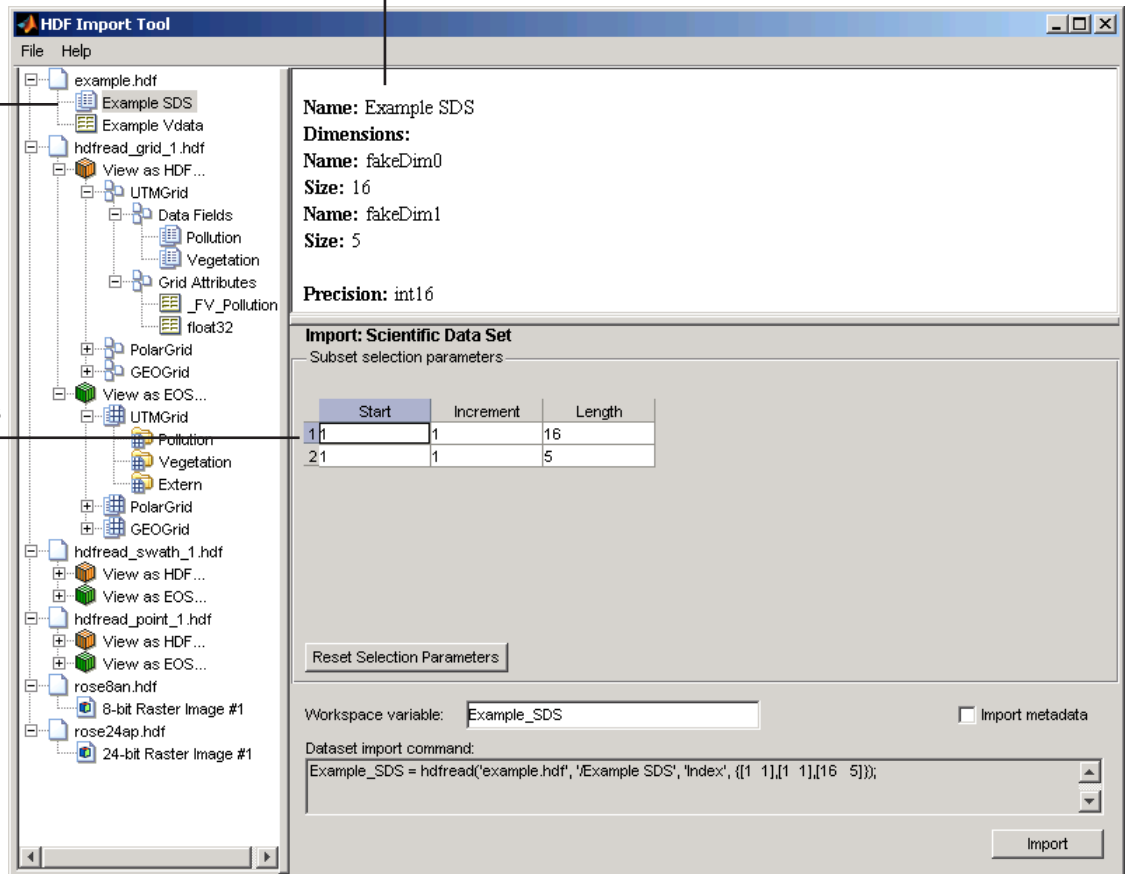 HDF Import Tool
File Help
example.hdf
Example SDS
Example Vdata
hdfread_grid_1.hdf
View as HDF...
UTMGrid
Data Fields
Pollution
Vegetation
Grid Attributes
_FV_Pollution
float32
PolarGrid
GEOGrid
View as EOS...
UTMGrid
Pollution
Vegetation
Extern
PolarGrid
GEOGrid
hdfread_swath_1.hdf
View as HDF...
View as EOS...
hdfread_point_1.hdf
View as HDF...
View as EOS...
rose8an.hdf
8-bit Raster Image #1
rose24ap.hdf
24-bit Raster Image #1
Name: Example SDS
Dimensions:
Name: fakeDim0
Size: 16
Name: fakeDim1
Size: 5
Precision: int16
Import: Scientific Data Set
Subset selection parameters
Start Increment Length
1 1 1 16
2 1 1 5
Reset Selection Parameters
Workspace variable: Example_SDS Import metadata
Dataset import command:
Example_SDS = hdfread('example.hdf', '/Example SDS', 'Index', {[1 1],[1 1],[16 5]});
Import